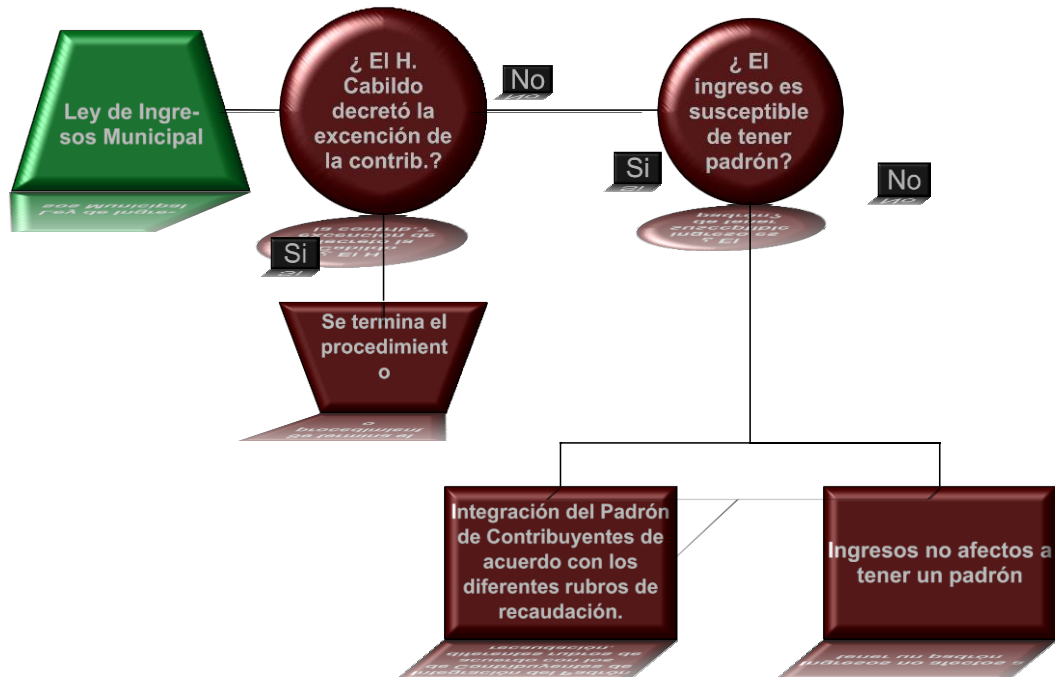 Ley de Ingre-
sos Municipal
¿ El H.
Cabildo
decretó la
excención de
la contrib.?
No
¿ El
ingreso es
susceptible
de tener
padrón?
Si
No
Si
Se termina el
procedimient
o
Integración del Padrón
de Contribuyentes de
acuerdo con los
diferentes rubros de
recaudación.
Ingresos no afectos a
tener un padrón